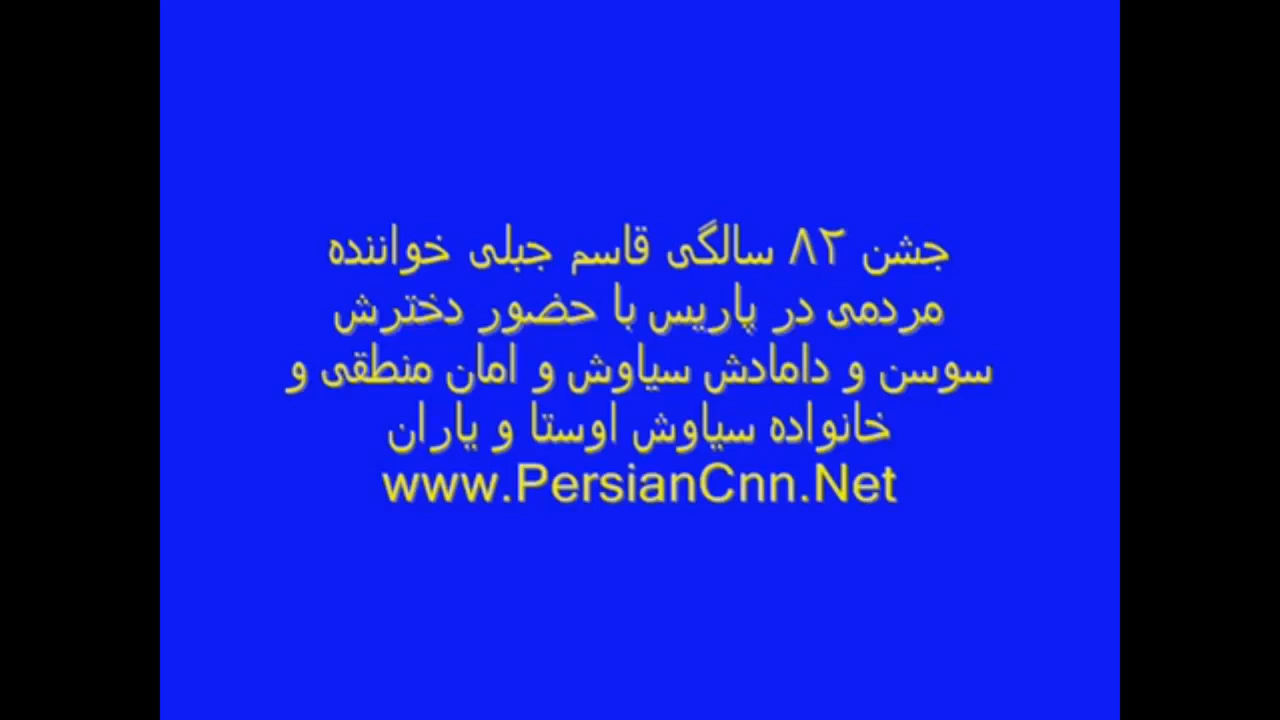 جشن ۸۲ سالگی قاسم جبلی خواننده
مردمی در پاریس با حضور دخترش
سوسن و دامادش سیاوش و امان منطقی و
خانواده سیاوش اوستا و یاران
www.PersianCnn.Net